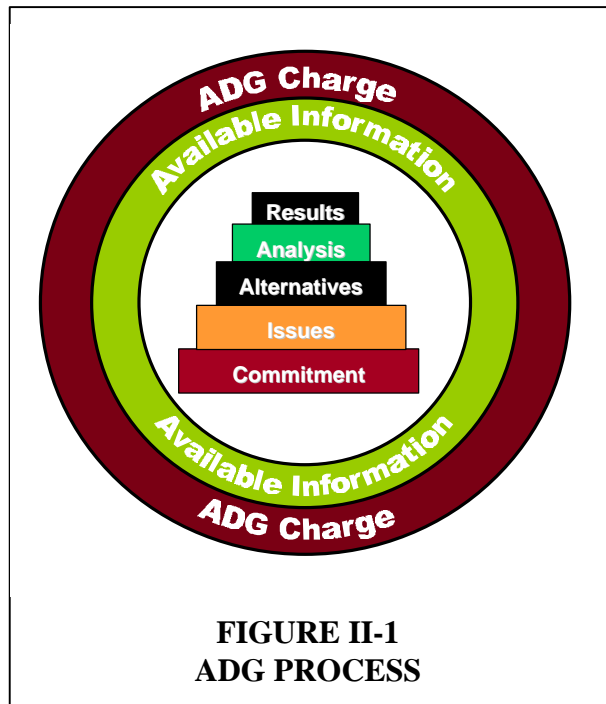 ADG Charge
Available Information
Results
Analysis
Alternatives
Issues
Commitment
Available Information
ADG Charge
FIGURE II-1
ADG PROCESS